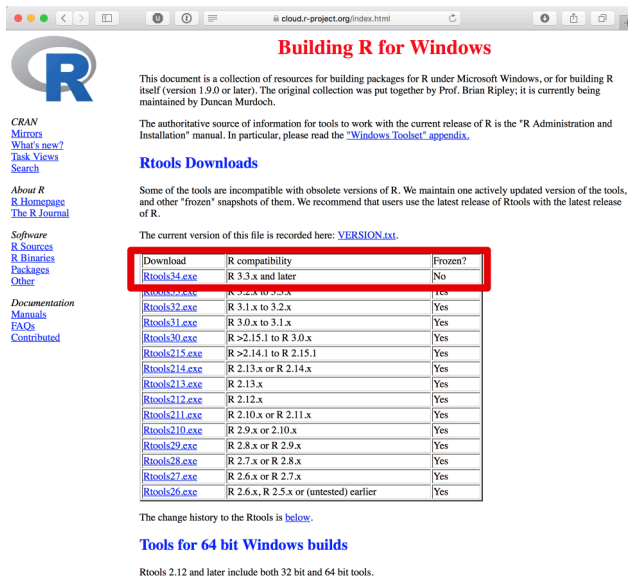 cloud.r-project.org/index.html
R
CRAN
Mirrors
What's new?
Task Views
Search
About R
R Homepage
The R Journal
Software
R Sources
R Binaries
Packages
Other
Documentation
Manuals
FAQs
Contributed
Building R for Windows
This document is a collection of resources for building packages for R under Microsoft Windows, or for building R
itself (version 1.9.0 or later). The original collection was put together by Prof. Brian Ripley; it is currently being
maintained by Duncan Murdoch.
The authoritative source of information for tools to work with the current release of R is the "R Administration and
Installation" manual. In particular, please read the "Windows Toolset" appendix.
Rtools Downloads
Some of the tools are incompatible with obsolete versions of R. We maintain one actively updated version of the tools,
and other "frozen" snapshots of them. We recommend that users use the latest release of Rtools with the latest release
of R.
The current version of this file is recorded here: VERSION.txt.
Download R compatibility Frozen?
Rtools34.exe R 3.3.x and later No
Rtools33.exe R 3.2.x to 3.3.x Yes
Rtools32.exe R 3.1.x to 3.2.x Yes
Rtools31.exe R 3.0.x to 3.1.x Yes
Rtools30.exe R >2.15.1 to R 3.0.x Yes
Rtools215.exe R >2.14.1 to R 2.15.1 Yes
Rtools214.exe R 2.13.x or R 2.14.x Yes
Rtools213.exe R 2.13.x Yes
Rtools212.exe R 2.12.x Yes
Rtools211.exe R 2.10.x or R 2.11.x Yes
Rtools210.exe R 2.9.x or 2.10.x Yes
Rtools29.exe R 2.8.x or R 2.9.x Yes
Rtools28.exe R 2.7.x or R 2.8.x Yes
Rtools27.exe R 2.6.x or R 2.7.x Yes
Rtools26.exe R 2.6.x, R 2.5.x or (untested) earlier Yes
The change history to the Rtools is below.
Tools for 64 bit Windows builds
Rtools 2.12 and later include both 32 bit and 64 bit tools.